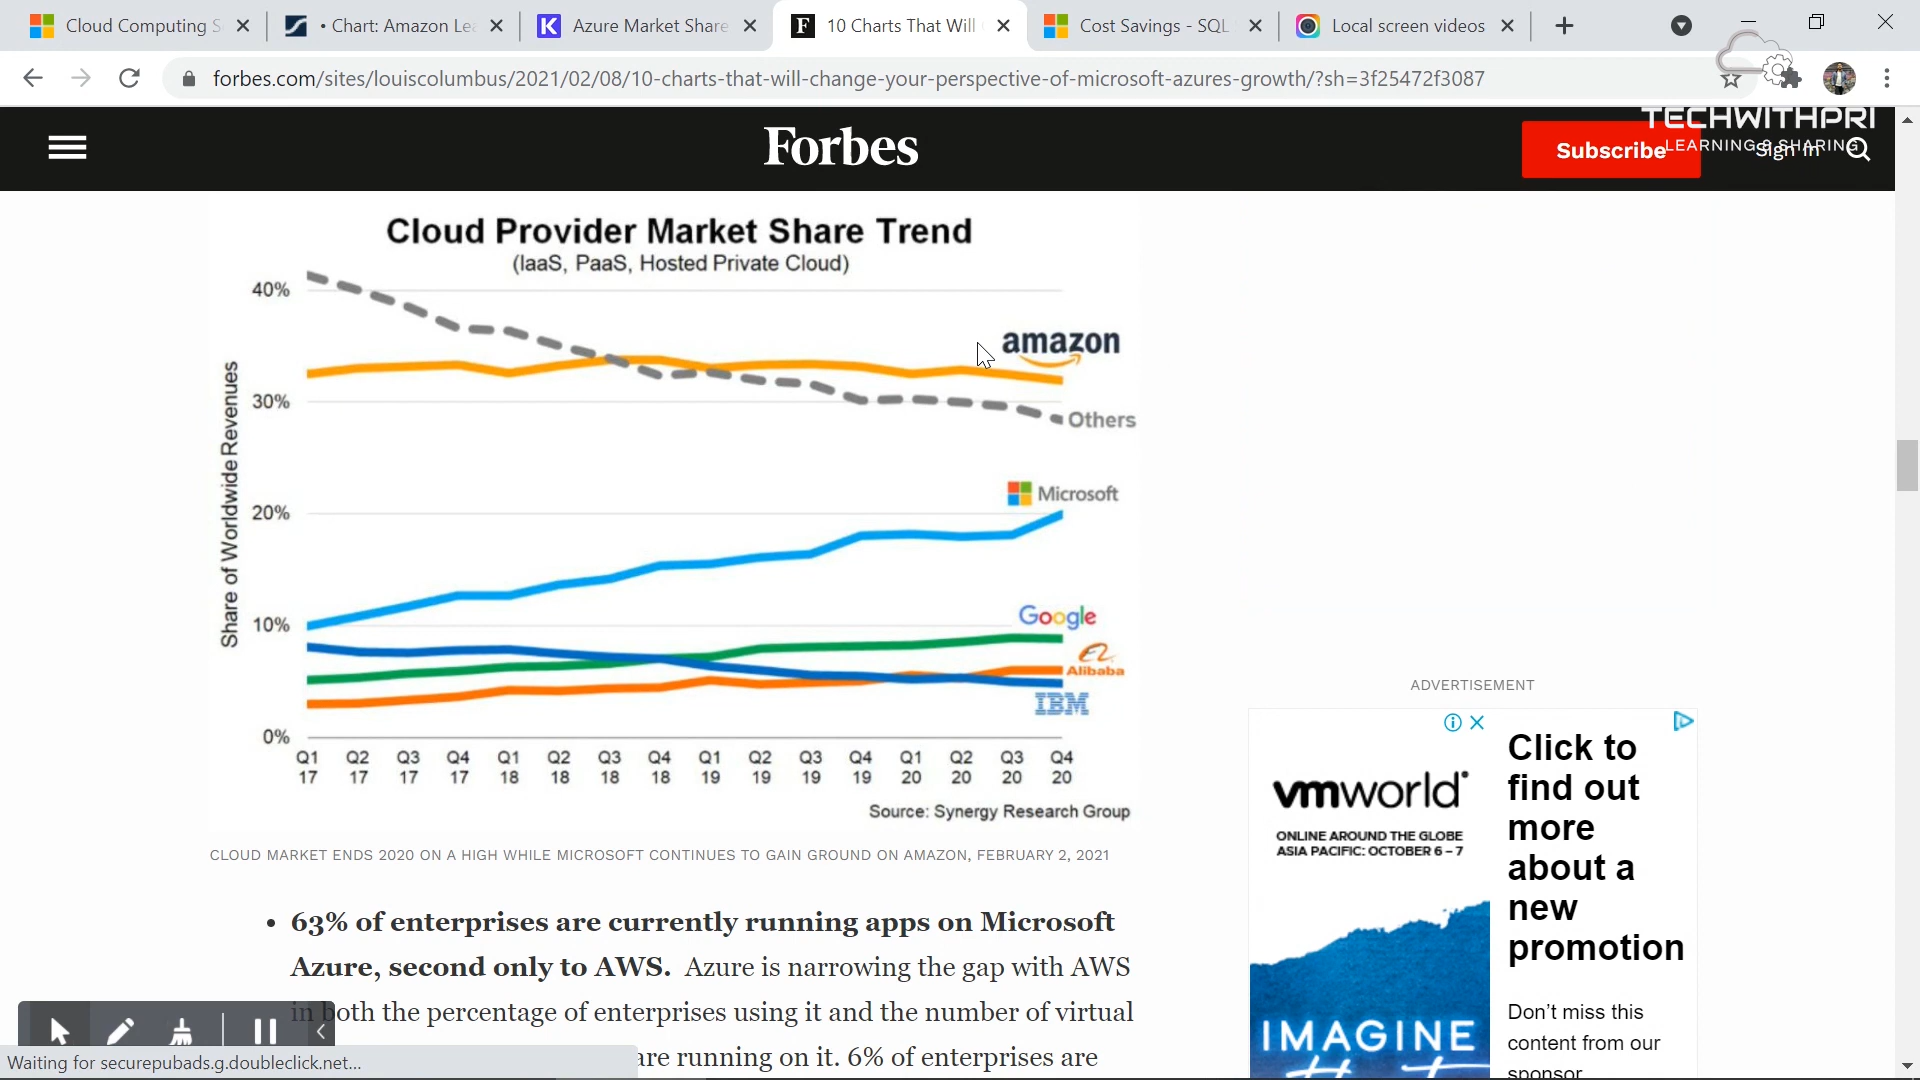 Cloud Computing S
• Chart: Amazon Lea
Azure Market Share
10 Charts That Will
Cost Savings - SQL
Local screen videos
forbes.com/sites/louiscolumbus/2021/02/08/10-charts-that-will-change-your-perspective-of-microsoft-azures-growth/?sh=3f25472f3087
TECHWITHPRI
LEARNING & SHARING
Forbes
Subscribe
Sign In
Cloud Provider Market Share Trend
(IaaS, PaaS, Hosted Private Cloud)
Share of Worldwide Revenues
40%
30%
20%
10%
0%
amazon
Others
Microsoft
Google
Alibaba
IBM
Q1 Q2 Q3 Q4 Q1 Q2 Q3 Q4 Q1 Q2 Q3 Q4 Q1 Q2 Q3 Q4
17 17 17 17 18 18 18 18 19 19 19 19 20 20 20 20
Source: Synergy Research Group
CLOUD MARKET ENDS 2020 ON A HIGH WHILE MICROSOFT CONTINUES TO GAIN GROUND ON AMAZON, FEBRUARY 2, 2021
• 63% of enterprises are currently running apps on Microsoft
Azure, second only to AWS. Azure is narrowing the gap with AWS
in both the percentage of enterprises using it and the number of virtual
are running on it. 6% of enterprises are
ADVERTISEMENT
vmworld
ONLINE AROUND THE GLOBE
ASIA PACIFIC: OCTOBER 6 – 7
IMAGINE
Click to
find out
more
about a
new
promotion
Don't miss this
content from our
sponsor
Waiting for securepubads.g.doubleclick.net...